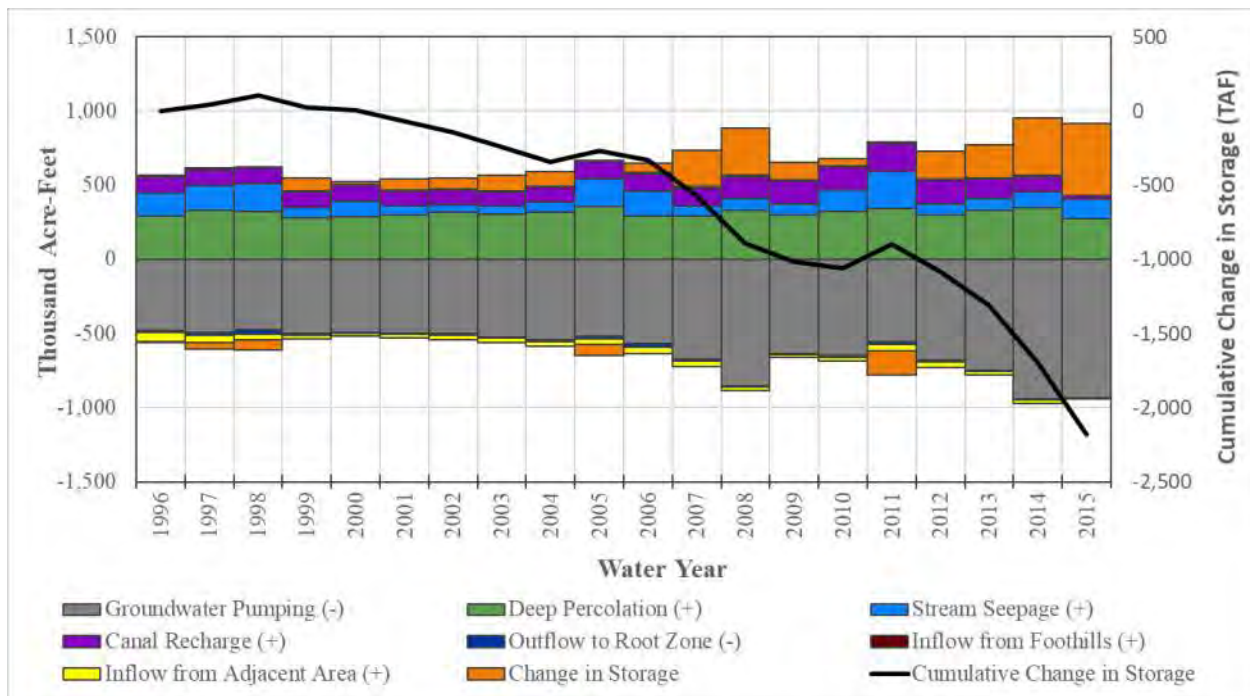 Thousand Acre-Feet
1,500
1,000
500
0
-500
-1,000
-1,500
500
0
-500
-1,000
-1,500
-2,000
-2,500
Cumulative Change in Storage (TAF)
1996 1997 1998 1999 2000 2001 2002 2003 2004 2005 2006 2007 2008 2009 2010 2011 2012 2013 2014 2015
Water Year
Groundwater Pumping (-) Deep Percolation (+) Stream Seepage (+)
Canal Recharge (+) Outflow to Root Zone (-) Inflow from Foothills (+)
Inflow from Adjacent Area (+) Change in Storage Cumulative Change in Storage